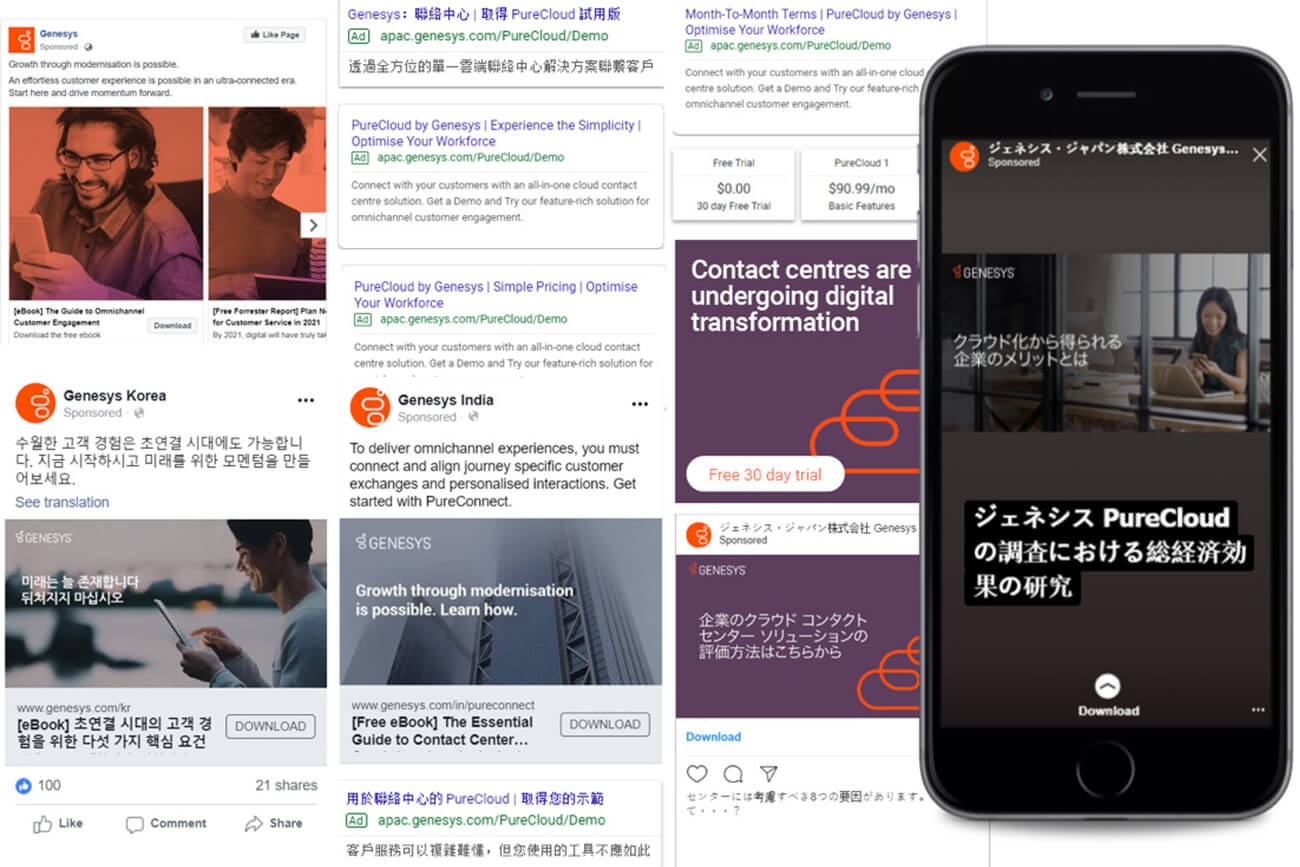 Genesys
Sponsored ·
Like Page
Growth through modernisation is possible.
An effortless customer experience is possible in an ultra-connected era.
Start here and drive momentum forward.
[eBook] The Guide to Omnichannel
Customer Engagement
Download the free ebook
Download
[Free Forrester Report] Plan N
for Customer Service in 2021
By 2021, digital will have truly tak
Genesys Korea
Sponsored ·
수월한 고객 경험은 초연결 시대에도 가능합니
다. 지금 시작하시고 미래를 위한 모멘텀을 만들
어보세요.
See translation
GENESYS
미래는 늘 존재합니다
뒤처지지 마십시오
www.genesys.com/kr
[eBook] 초연결 시대의 고객 경
험을 위한 다섯 가지 핵심 요건
DOWNLOAD
100
21 shares
Like
Comment
Share
Genesys：聯絡中心 | 取得 PureCloud 試用版
Ad apac.genesys.com/PureCloud/Demo
透過全方位的單一雲端聯絡中心解決方案聯繫客戶
PureCloud by Genesys | Experience the Simplicity |
Optimise Your Workforce
Ad apac.genesys.com/PureCloud/Demo
Connect with your customers with an all-in-one cloud contact
centre solution. Get a Demo and Try our feature-rich solution for
omnichannel customer engagement.
PureCloud by Genesys | Simple Pricing | Optimise
Your Workforce
Ad apac.genesys.com/PureCloud/Demo
Connect with your customers with an all-in-one cloud contact
centre solution. Get a Demo and Try our feature-rich solution for
Genesys India
Sponsored ·
To deliver omnichannel experiences, you must
connect and align journey specific customer
exchanges and personalised interactions. Get
started with PureConnect.
GENESYS
Growth through modernisation
is possible. Learn how.
www.genesys.com/in/pureconnect
[Free eBook] The Essential
Guide to Contact Center...
DOWNLOAD
用於聯絡中心的 PureCloud | 取得您的示範
Ad apac.genesys.com/PureCloud/Demo
客戶服務可以複雜難懂，但您使用的工具不應如此
Month-To-Month Terms | PureCloud by Genesys |
Optimise Your Workforce
Ad apac.genesys.com/PureCloud/Demo
Connect with your customers with an all-in-one cloud
centre solution. Get a Demo and Try our feature-rich
omnichannel customer engagement.
Free Trial
$0.00
30 day Free Trial
PureCloud 1
$90.99/mo
Basic Features
Contact centres are
undergoing digital
transformation
Free 30 day trial
ジェネシス・ジャパン株式会社 Genesys
Sponsored
GENESYS
企業のクラウド コンタクト
センター ソリューションの
評価方法はこちらから
Download
センターには考慮すべき8つの要因があります。
て・・・？
ジェネシス・ジャパン株式会社 Genesys...
Sponsored
GENESYS
クラウド化から得られる
企業のメリットとは
ジェネシス PureCloud
の調査における総経済効
果の研究
Download